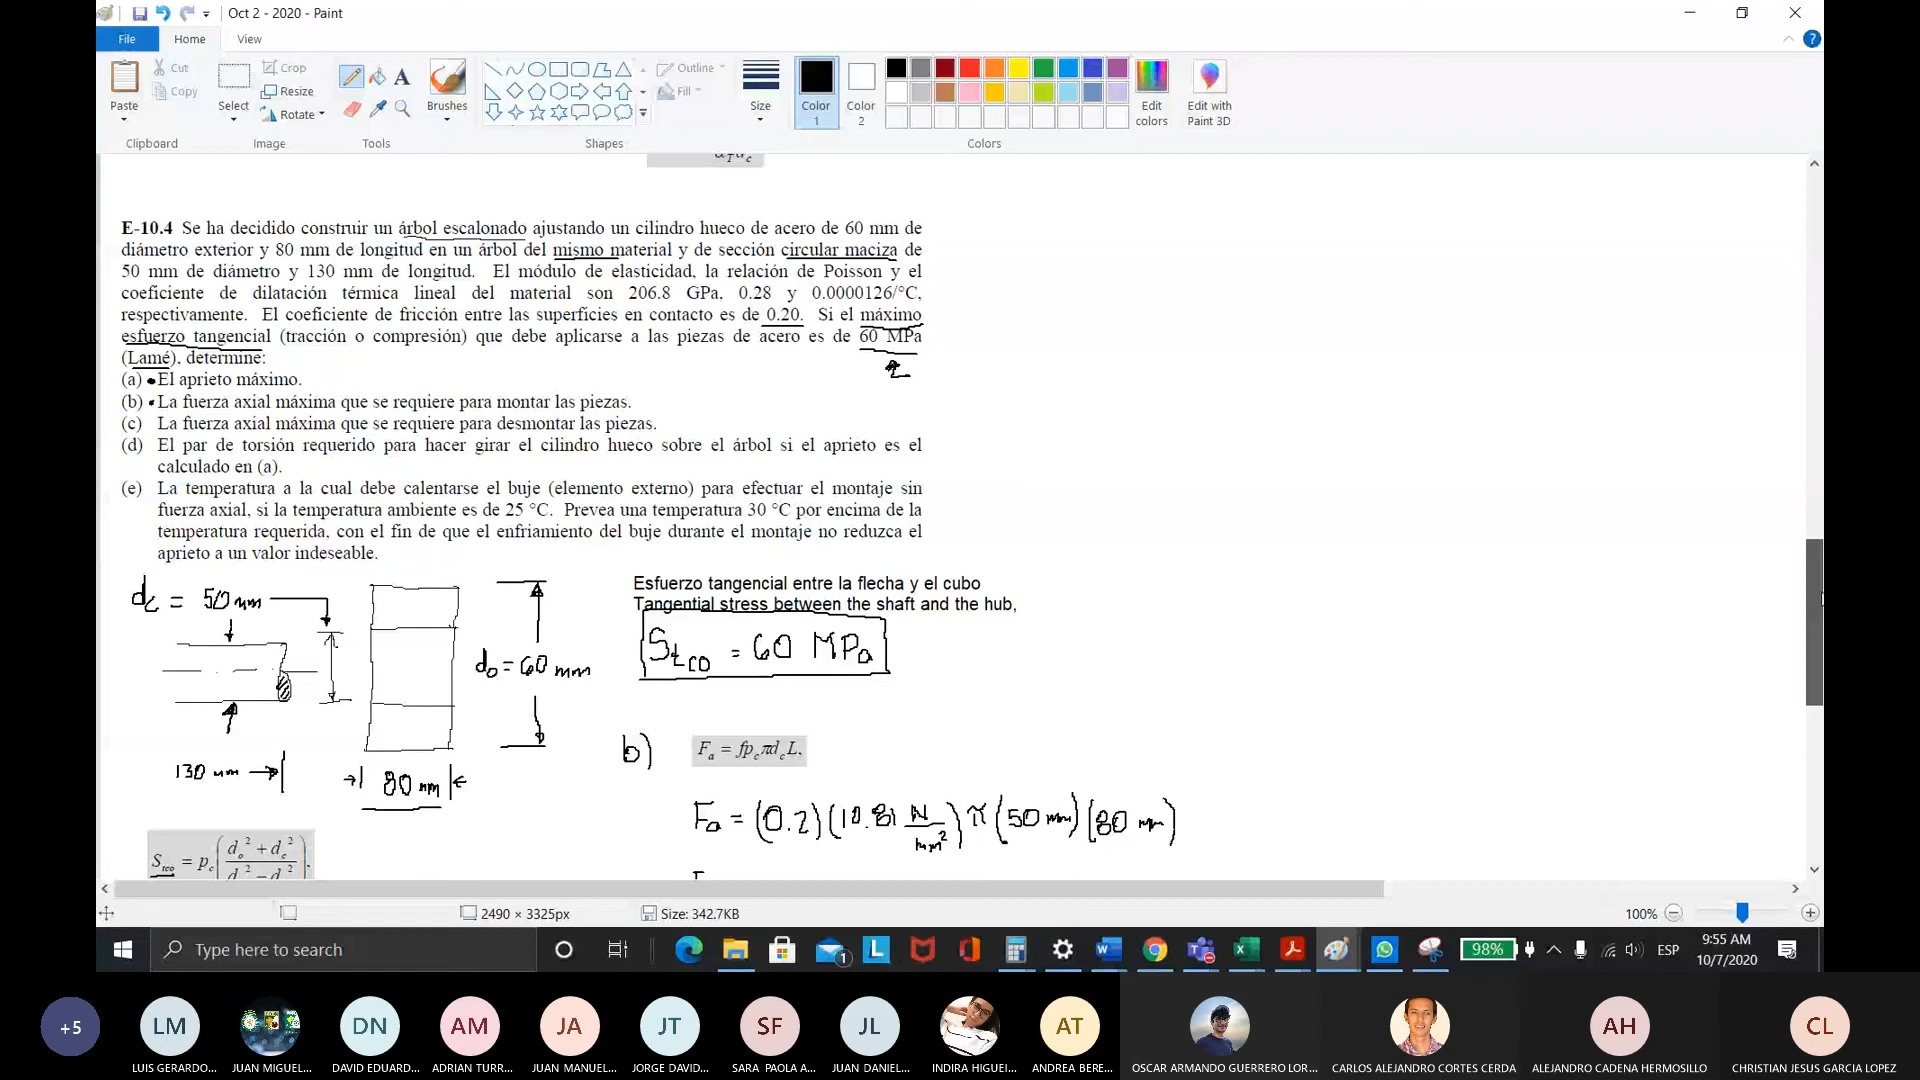 Oct 2 - 2020 - Paint
File
Home
View
Paste
Cut
Copy
Clipboard
Select
Crop
Resize
Rotate
Image
Tools
Brushes
Shapes
Outline
Fill
Size
Color 1
Color 2
Edit colors
Edit with Paint 3D
Colors
E-10.4 Se ha decidido construir un árbol escalonado ajustando un cilindro hueco de acero de 60 mm de
diámetro exterior y 80 mm de longitud en un árbol del mismo material y de sección circular maciza de
50 mm de diámetro y 130 mm de longitud. El módulo de elasticidad, la relación de Poisson y el
coeficiente de dilatación térmica lineal del material son 206.8 GPa, 0.28 y 0.0000126/°C,
respectivamente. El coeficiente de fricción entre las superficies en contacto es de 0.20. Si el máximo
esfuerzo tangencial (tracción o compresión) que debe aplicarse a las piezas de acero es de 60 MPa
(Lamé), determine:
(a) El aprieto máximo.
(b) La fuerza axial máxima que se requiere para montar las piezas.
(c) La fuerza axial máxima que se requiere para desmontar las piezas.
(d) El par de torsión requerido para hacer girar el cilindro hueco sobre el árbol si el aprieto es el
calculado en (a).
(e) La temperatura a la cual debe calentarse el buje (elemento externo) para efectuar el montaje sin
fuerza axial, si la temperatura ambiente es de 25 °C. Prevea una temperatura 30 °C por encima de la
temperatura requerida, con el fin de que el enfriamiento del buje durante el montaje no reduzca el
aprieto a un valor indeseable.
dc = 50 mm
do = 60 mm
130 mm
80 mm
Esfuerzo tangencial entre la flecha y el cubo
Tangential stress between the shaft and the hub,
Stco = 60 MPa
b)
Fa = fpcπdcL,
Fa = (0.2)(10.81 N/mm²)π(50 mm)(80 mm)
Stco = pc(do² + dc² / do² − dc²),
2490 × 3325px
Size: 342.7KB
100%
Type here to search
1
98%
ESP
9:55 AM
10/7/2020
+5
LM
DN
AM
JA
JT
SF
JL
AT
AH
CL
LUIS GERARDO...
JUAN MIGUEL...
DAVID EDUARD...
ADRIAN TURR...
JUAN MANUEL...
JORGE DAVID...
SARA PAOLA A...
JUAN DANIEL...
INDIRA HIGUEI...
ANDREA BERE...
OSCAR ARMANDO GUERRERO LOR...
CARLOS ALEJANDRO CORTES CERDA
ALEJANDRO CADENA HERMOSILLO
CHRISTIAN JESUS GARCIA LOPEZ